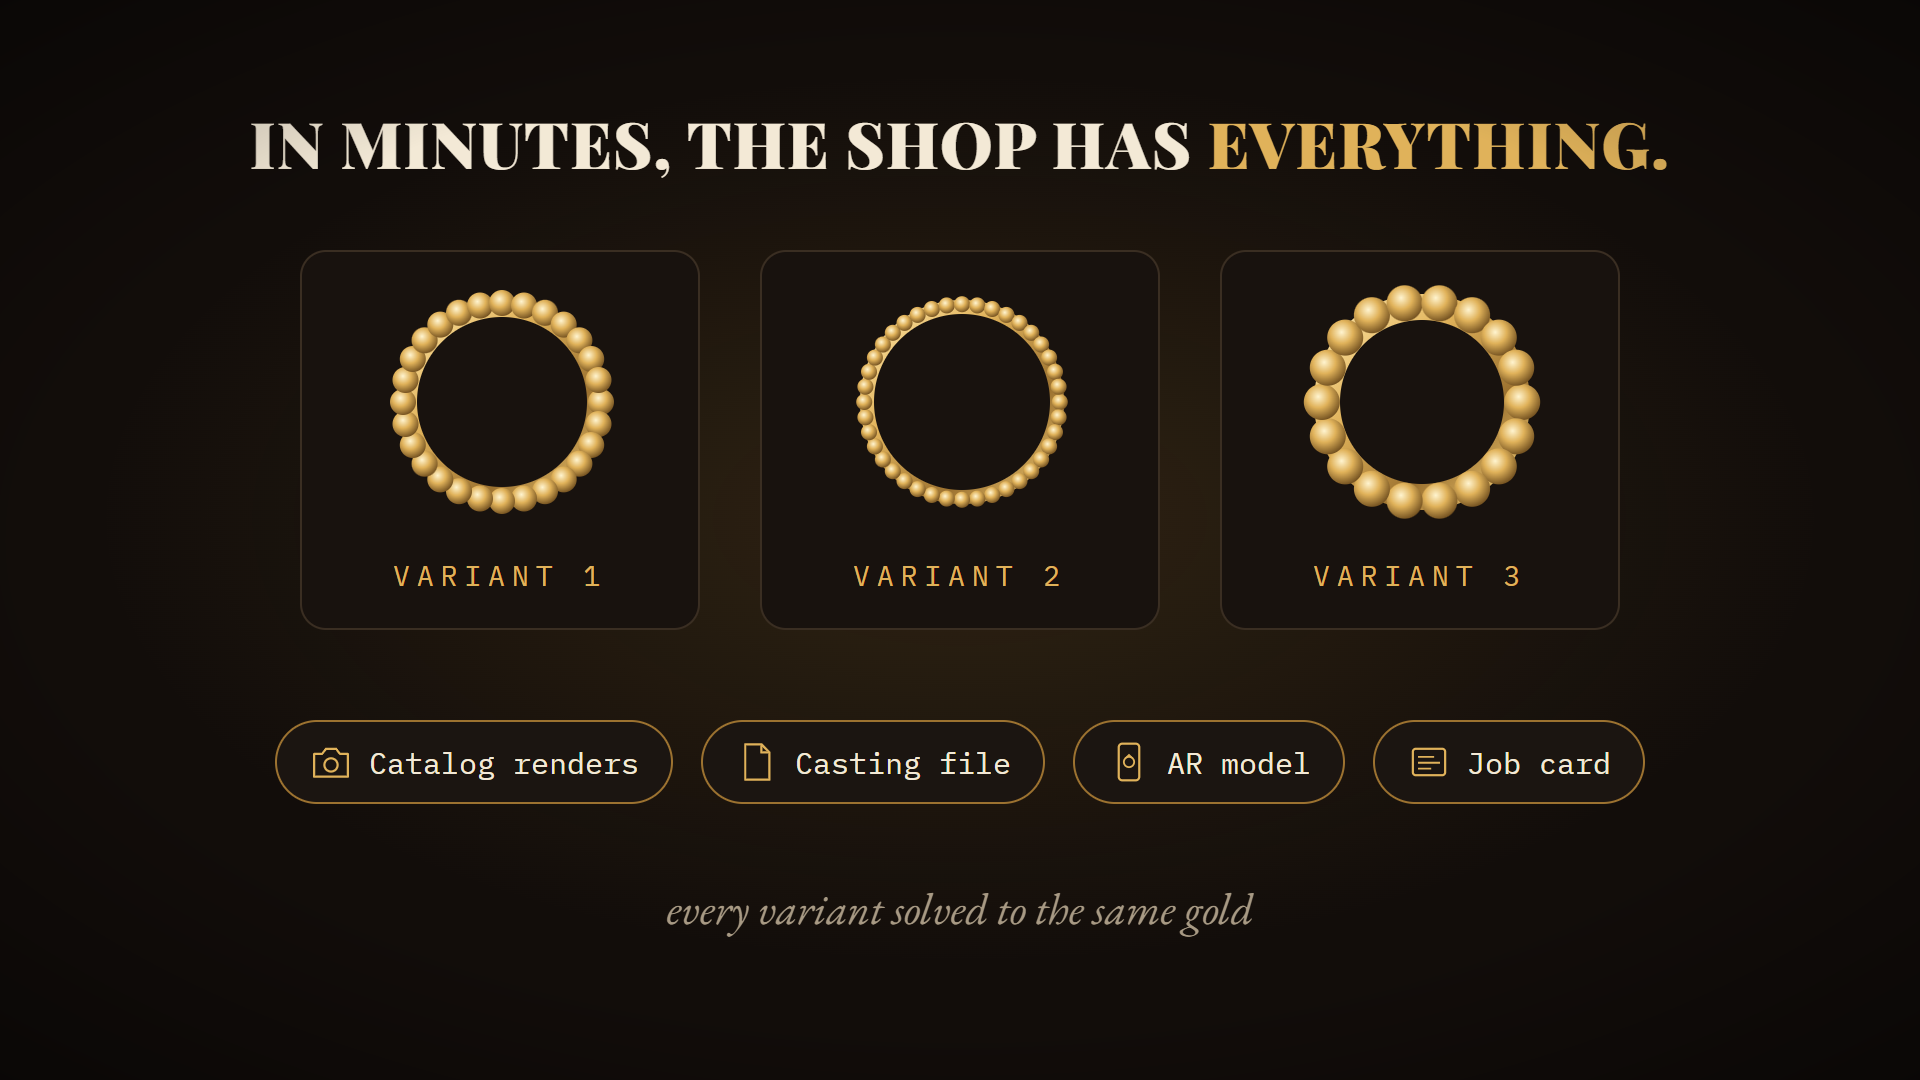 IN MINUTES, THE SHOP HAS EVERYTHING.
VARIANT 1
VARIANT 2
VARIANT 3
Catalog renders
Casting file
AR model
Job card
every variant solved to the same gold